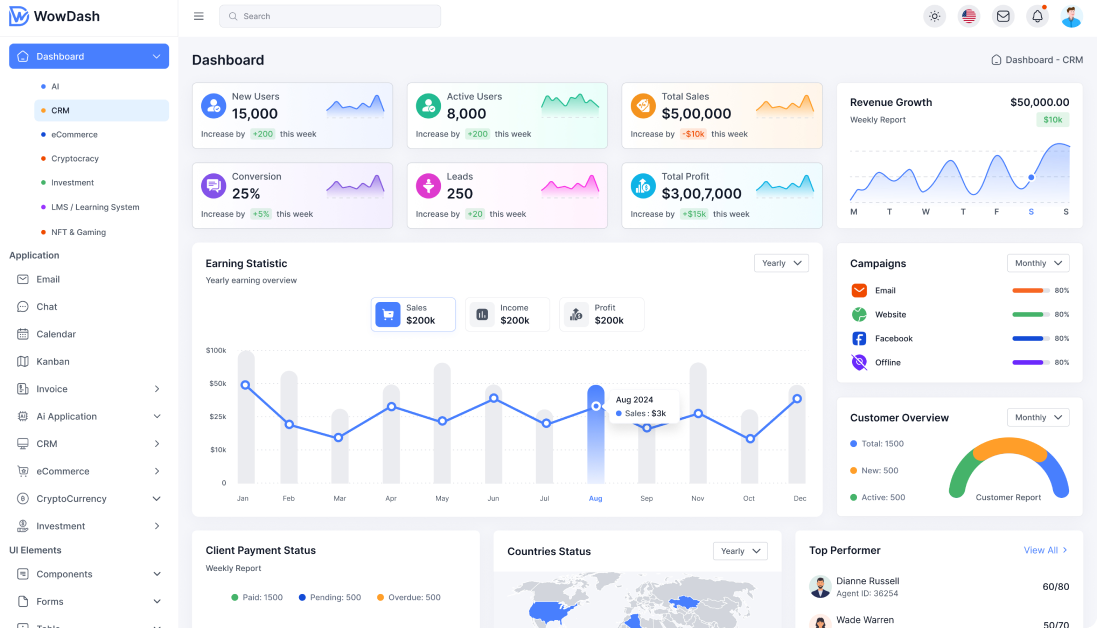 WowDash
Search
Dashboard
AI
CRM
eCommerce
Cryptocracy
Investment
LMS / Learning System
NFT & Gaming
Application
Email
Chat
Calendar
Kanban
Invoice
Ai Application
CRM
eCommerce
CryptoCurrency
Investment
UI Elements
Components
Forms
Dashboard
Dashboard - CRM
New Users
15,000
Increase by +200 this week
Active Users
8,000
Increase by +200 this week
Total Sales
$5,00,000
Increase by -$10k this week
Conversion
25%
Increase by +5% this week
Leads
250
Increase by +20 this week
Total Profit
$3,00,7,000
Increase by +$15k this week
Revenue Growth
$50,000.00
Weekly Report
$10k
M T W T F S S
Earning Statistic
Yearly
Yearly earning overview
Sales
$200k
Income
$200k
Profit
$200k
$100k
$50k
$25k
$10k
0
Aug 2024
Sales : $3k
Jan Feb Mar Apr May Jun Jul Aug Sep Nov Oct Dec
Campaigns
Monthly
Email 80%
Website 80%
Facebook 80%
Offline 80%
Customer Overview
Monthly
Total: 1500
New: 500
Active: 500
Customer Report
Client Payment Status
Weekly Report
Paid: 1500 Pending: 500 Overdue: 500
Countries Status
Yearly
Top Performer
View All
Dianne Russell
Agent ID: 36254
60/80
Wade Warren
50/70